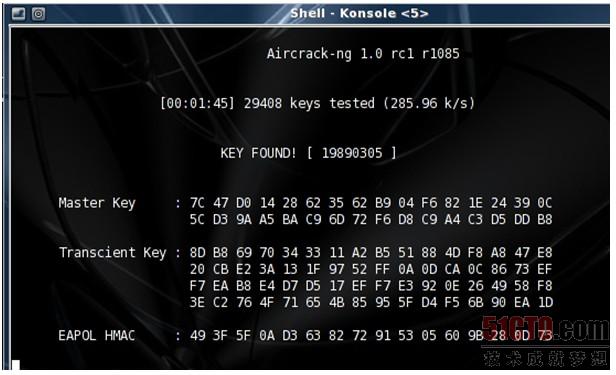 Shell - Konsole <5>
Aircrack-ng 1.0 rc1 r1085
[00:01:45] 29408 keys tested (285.96 k/s)
KEY FOUND! [ 19890305 ]
Master Key : 7C 47 D0 14 28 62 35 62 B9 04 F6 82 1E 24 39 0C
5C D3 9A A5 BA C9 6D 72 F6 D8 C9 A4 C3 D5 DD B8
Transcient Key : 8D B8 69 70 34 33 11 A2 B5 51 88 4D F8 A8 47 E8
20 CB E2 3A 13 1F 97 52 FF 0A 0D CA 0C 86 73 EF
F7 EA B8 E4 D7 D5 17 EF F7 E3 92 0E 26 49 58 F8
3E C2 76 4F 71 65 4B 85 95 5F D4 F5 6B 90 EA 1D
EAPOL HMAC : 49 3F 5F 0A D3 63 82 72 91 53 05 60 9B 28 0D 73
51CTO.com
技术成就梦想